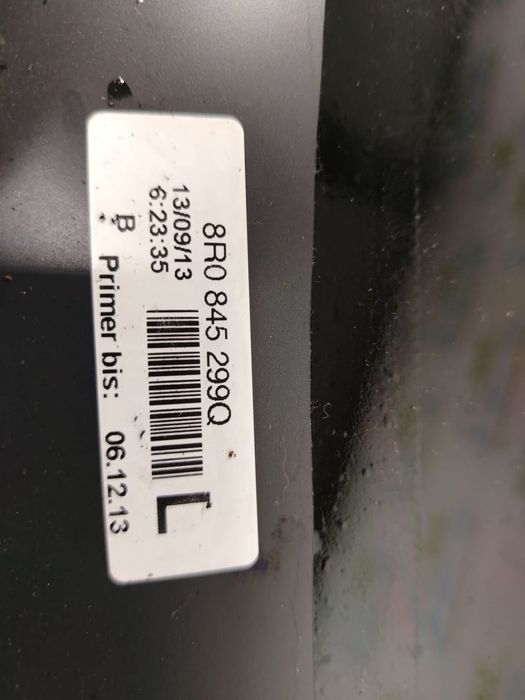 8R0 845 299Q
13/09/13
6:23:35
L
B Primer bis: 06.12.13